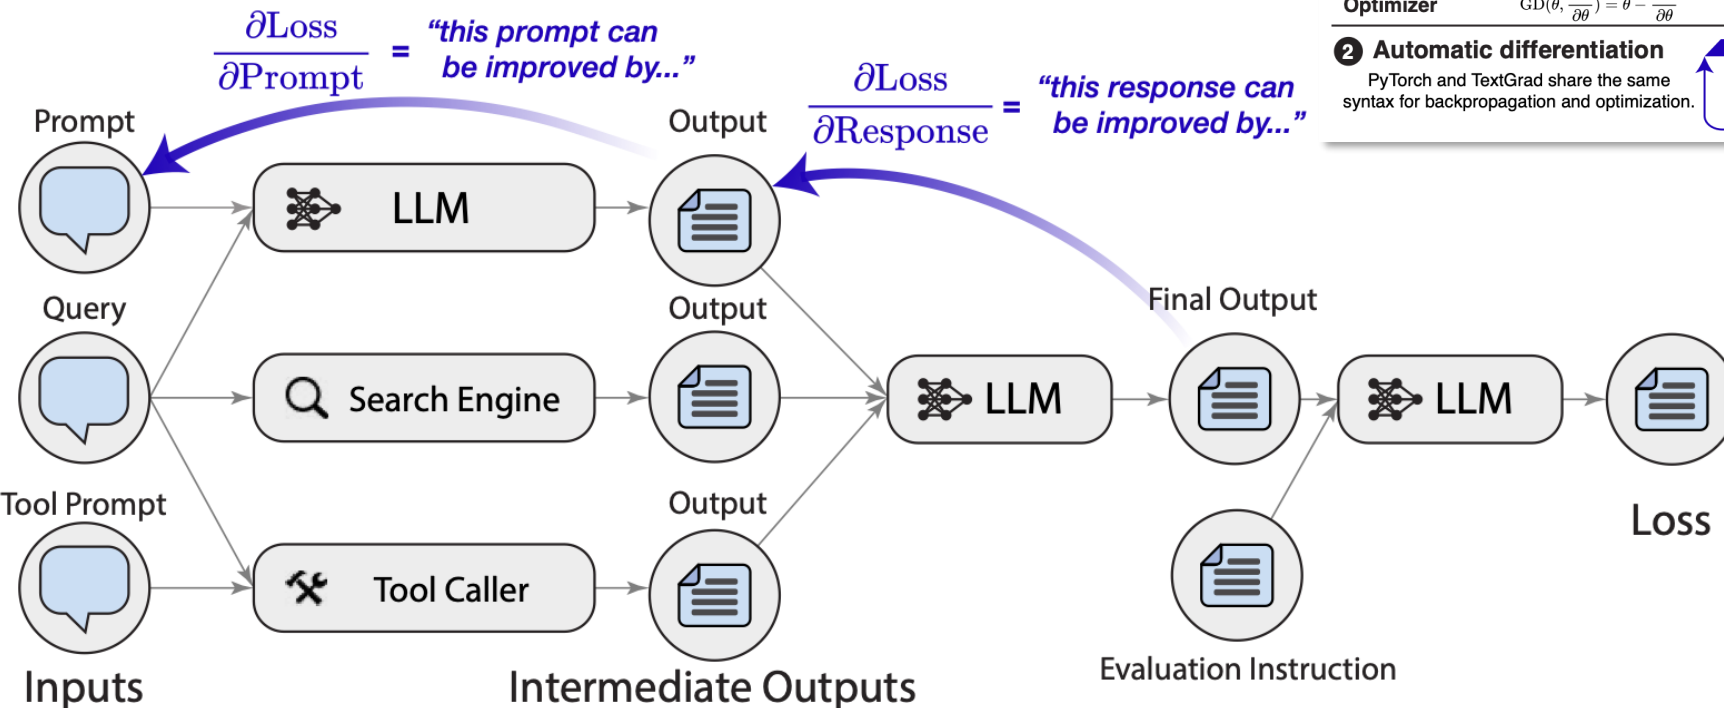 ∂Loss
∂Prompt
=
“this prompt can
be improved by...”
∂Loss
∂Response
=
“this response can
be improved by...”
Optimizer
GD(θ, ∂θ) = θ − ∂θ
2 Automatic differentiation
PyTorch and TextGrad share the same
syntax for backpropagation and optimization.
Prompt
LLM
Output
Query
Search Engine
Output
LLM
Final Output
LLM
Loss
Tool Prompt
Tool Caller
Output
Evaluation Instruction
Inputs
Intermediate Outputs